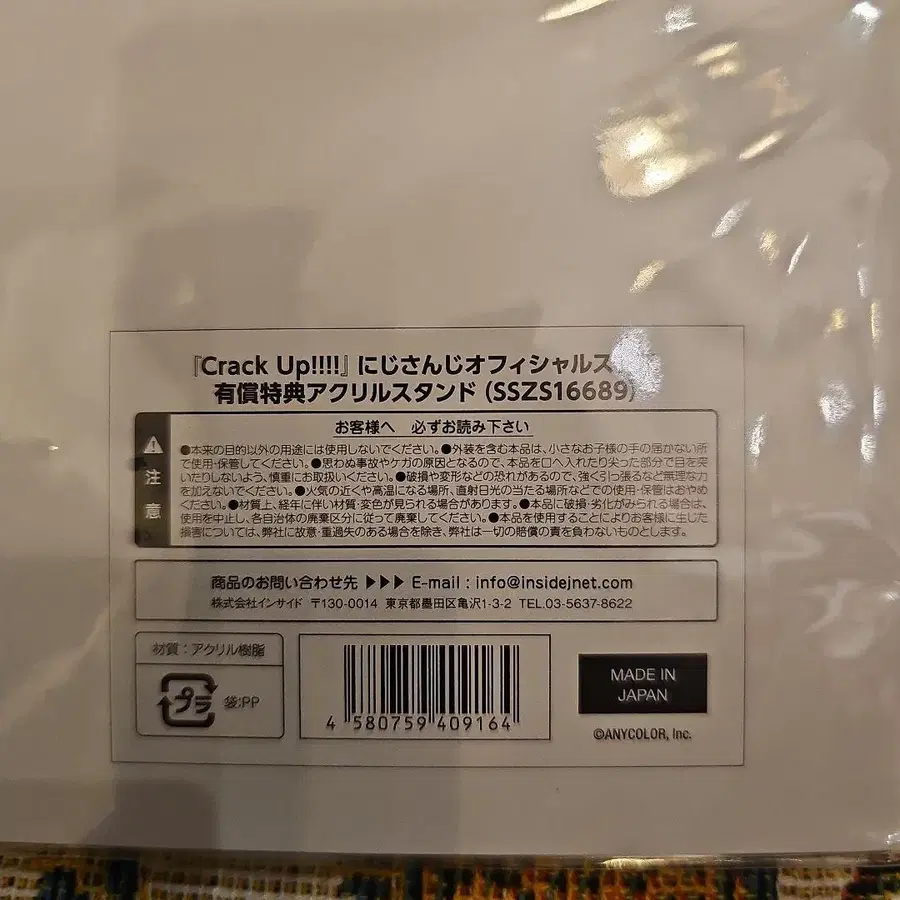 『Crack Up!!!!』にじさんじオフィシャルス
有償特典アクリルスタンド (SSZS16689)
お客様へ 必ずお読み下さい
注意
●本来の目的以外の用途には使用しないでください。●外装を含む本品は、小さなお子様の手の届かない所
で使用・保管してください。●思わぬ事故やケガの原因となるので、本品を口へ入れたり尖った部分で目を突
いたりしないよう、慎重にお取扱いください。●破損や変形などの恐れがあるので、強く引っ張るなど無理な力
を加えないでください。●火気の近くや高温になる場所、直射日光の当たる場所などでの使用・保管はおやめ
ください。●材質上、経年に伴い材質・変色が見られる場合があります。●本品に破損・劣化がみられる場合は、
使用を中止し、各自治体の廃棄区分に従って廃棄してください。●本品を使用することによりお客様に生じた
損害については、弊社に故意・重過失のある場合を除き、弊社は一切の賠償の責を負わないものとします。
商品のお問い合わせ先 ▶▶▶ E-mail : info@insidejnet.com
株式会社インサイド 〒130-0014 東京都墨田区亀沢1-3-2 TEL.03-5637-8622
材質：アクリル樹脂
プラ 袋:PP
4 580759 409164
MADE IN
JAPAN
©ANYCOLOR, Inc.